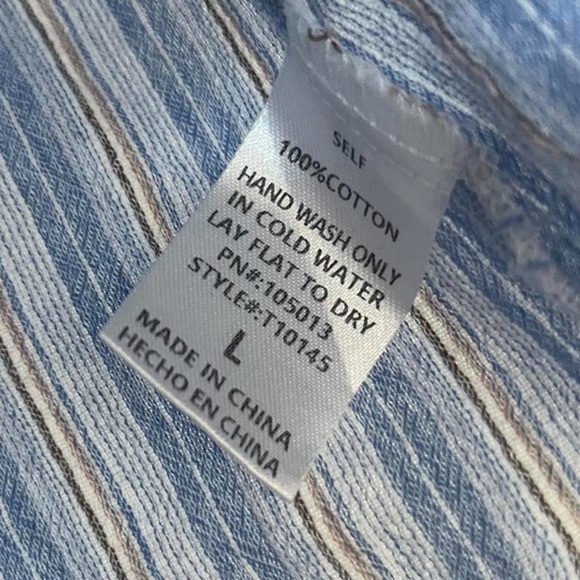 SELF
100%COTTON
HAND WASH ONLY
IN COLD WATER
LAY FLAT TO DRY
PN#:105013
STYLE#:T10145
L
MADE IN CHINA
HECHO EN CHINA